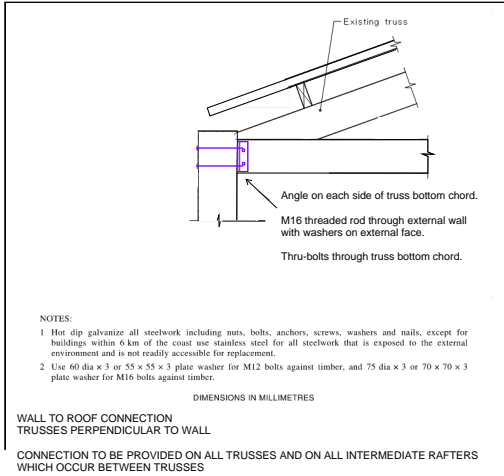 Existing truss
Angle on each side of truss bottom chord.
M16 threaded rod through external wall
with washers on external face.
Thru-bolts through truss bottom chord.
NOTES:
1 Hot dip galvanize all steelwork including nuts, bolts, anchors, screws, washers and nails, except for
buildings within 6 km of the coast use stainless steel for all steelwork that is exposed to the external
environment and is not readily accessible for replacement.
2 Use 60 dia × 3 or 55 × 55 × 3 plate washer for M12 bolts against timber, and 75 dia × 3 or 70 × 70 × 3
plate washer for M16 bolts against timber.
DIMENSIONS IN MILLIMETRES
WALL TO ROOF CONNECTION
TRUSSES PERPENDICULAR TO WALL
CONNECTION TO BE PROVIDED ON ALL TRUSSES AND ON ALL INTERMEDIATE RAFTERS
WHICH OCCUR BETWEEN TRUSSES